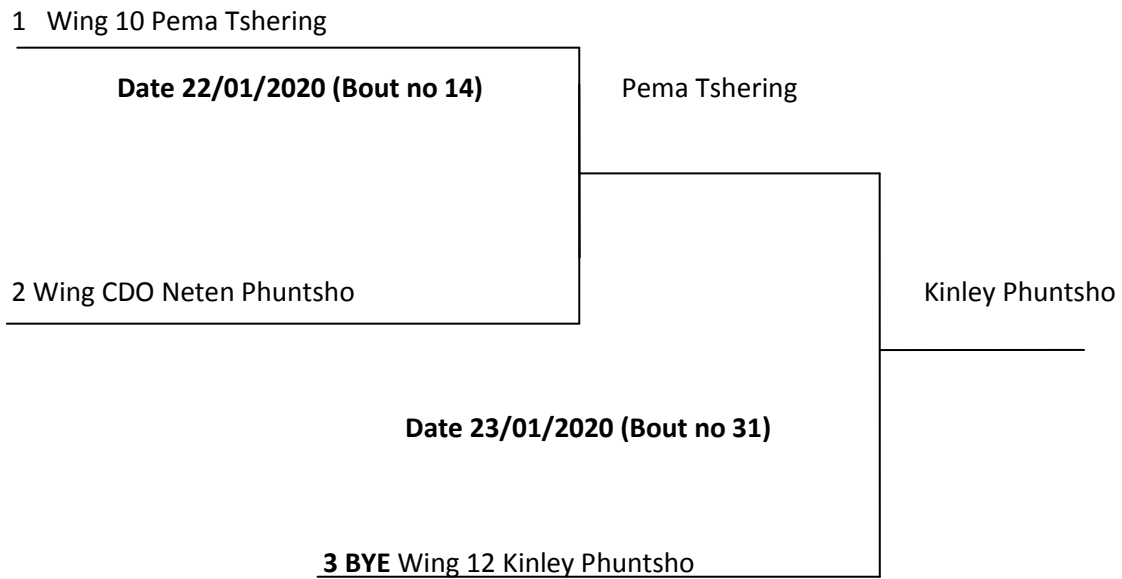 1 Wing 10 Pema Tshering
Date 22/01/2020 (Bout no 14)
Pema Tshering
2 Wing CDO Neten Phuntsho
Kinley Phuntsho
Date 23/01/2020 (Bout no 31)
3 BYE Wing 12 Kinley Phuntsho